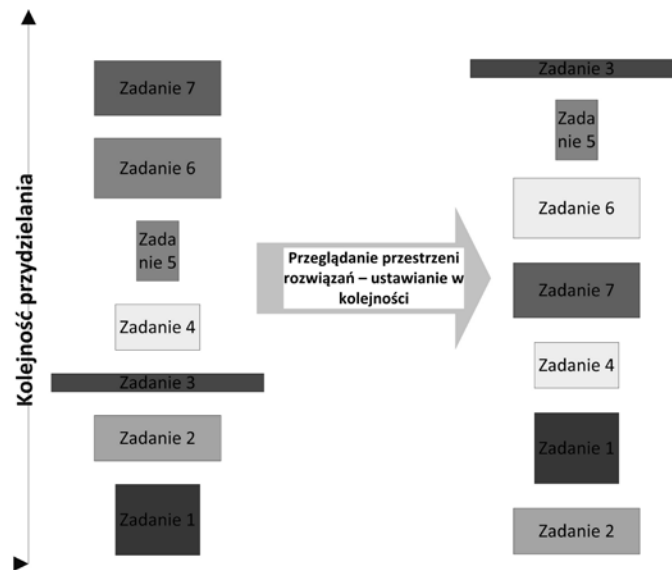 Kolejność przydzielania
Zadanie 7
Zadanie 6
Zada
nie 5
Zadanie 4
Zadanie 3
Zadanie 2
Zadanie 1
Przeglądanie przestrzeni
rozwiązań – ustawianie w
kolejności
Zadanie 3
Zada
nie 5
Zadanie 6
Zadanie 7
Zadanie 4
Zadanie 1
Zadanie 2